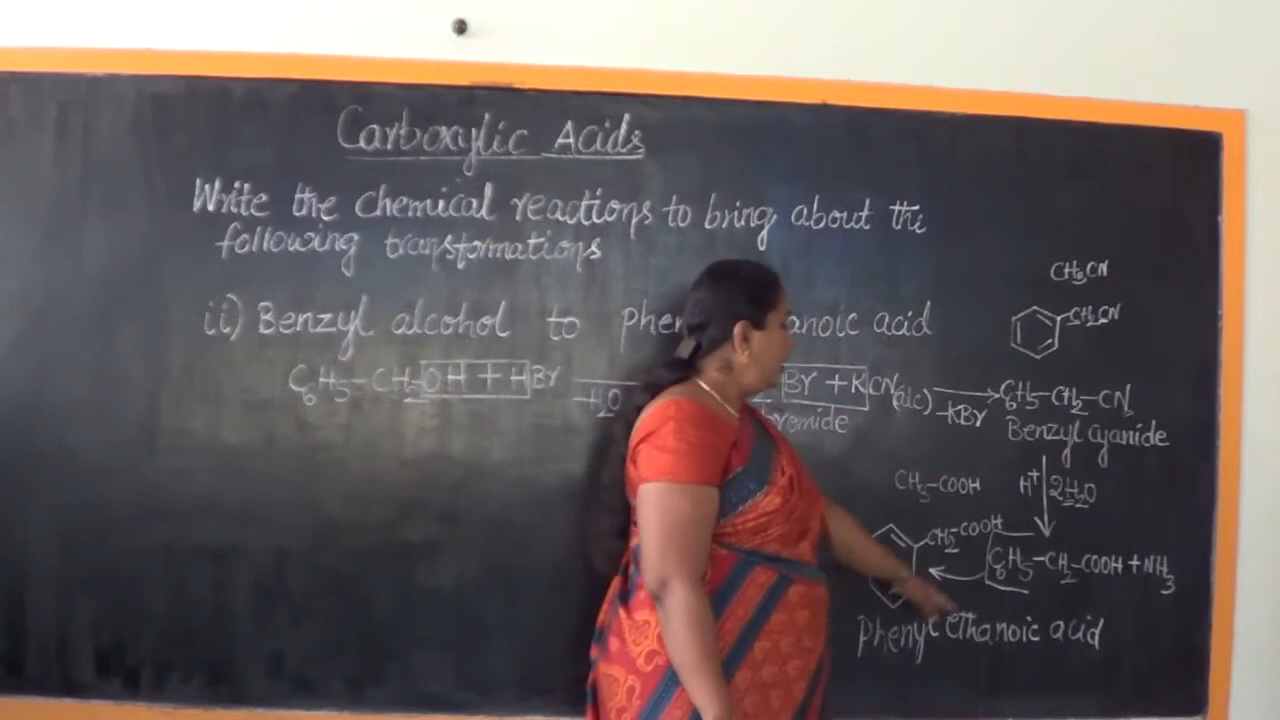 Carboxylic Acids
Write the chemical reactions to bring about the
following transformations
ii) Benzyl alcohol to phen anoic acid
C6H5-CH2OH + HBr -H2O Br + KCN(alc) -KBr C6H5-CH2-CN
romide
Benzyl cyanide
CH3CN
CH2CN
H+ 2H2O
CH3-COOH
CH2-COOH
C6H5-CH2-COOH + NH3
Phenyl ethanoic acid